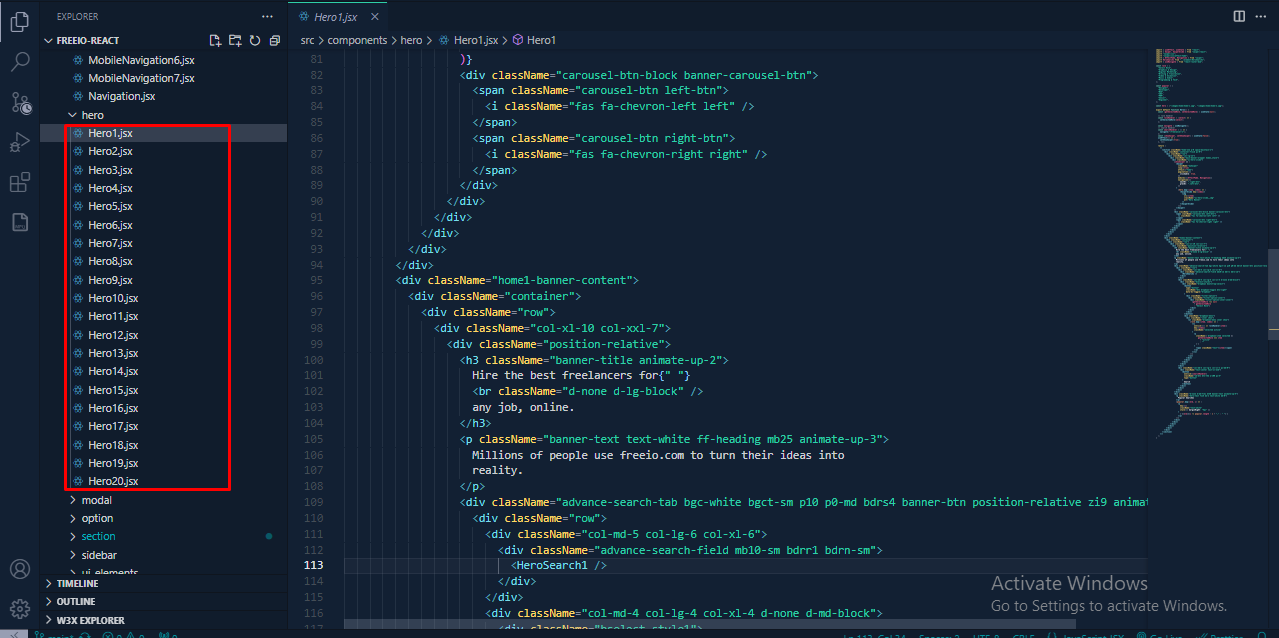 EXPLORER
FREEIO-REACT
MobileNavigation6.jsx
MobileNavigation7.jsx
Navigation.jsx
hero
Hero1.jsx
Hero2.jsx
Hero3.jsx
Hero4.jsx
Hero5.jsx
Hero6.jsx
Hero7.jsx
Hero8.jsx
Hero9.jsx
Hero10.jsx
Hero11.jsx
Hero12.jsx
Hero13.jsx
Hero14.jsx
Hero15.jsx
Hero16.jsx
Hero17.jsx
Hero18.jsx
Hero19.jsx
Hero20.jsx
modal
option
section
sidebar
ui_elements
TIMELINE
OUTLINE
W3X EXPLORER
Hero1.jsx
src > components > hero > Hero1.jsx > Hero1
81 )}
82 <div className="carousel-btn-block banner-carousel-btn">
83 <span className="carousel-btn left-btn">
84 <i className="fas fa-chevron-left left" />
85 </span>
86 <span className="carousel-btn right-btn">
87 <i className="fas fa-chevron-right right" />
88 </span>
89 </div>
90 </div>
91 </div>
92 </div>
93 </div>
94 </div>
95 <div className="home1-banner-content">
96 <div className="container">
97 <div className="row">
98 <div className="col-xl-10 col-xxl-7">
99 <div className="position-relative">
100 <h3 className="banner-title animate-up-2">
101 Hire the best freelancers for{" "}
102 <br className="d-none d-lg-block" />
103 any job, online.
104 </h3>
105 <p className="banner-text text-white ff-heading mb25 animate-up-3">
106 Millions of people use freeio.com to turn their ideas into
107 reality.
108 </p>
109 <div className="advance-search-tab bgc-white bgct-sm p10 p0-md bdrs4 banner-btn position-relative zi9 animat
110 <div className="row">
111 <div className="col-md-5 col-lg-6 col-xl-6">
112 <div className="advance-search-field mb10-sm bdrr1 bdrn-sm">
113 <HeroSearch1 />
114 </div>
115 </div>
116 <div className="col-md-4 col-lg-4 col-xl-4 d-none d-md-block">
117 <div className="bselect-style1">
Activate Windows
Go to Settings to activate Windows.